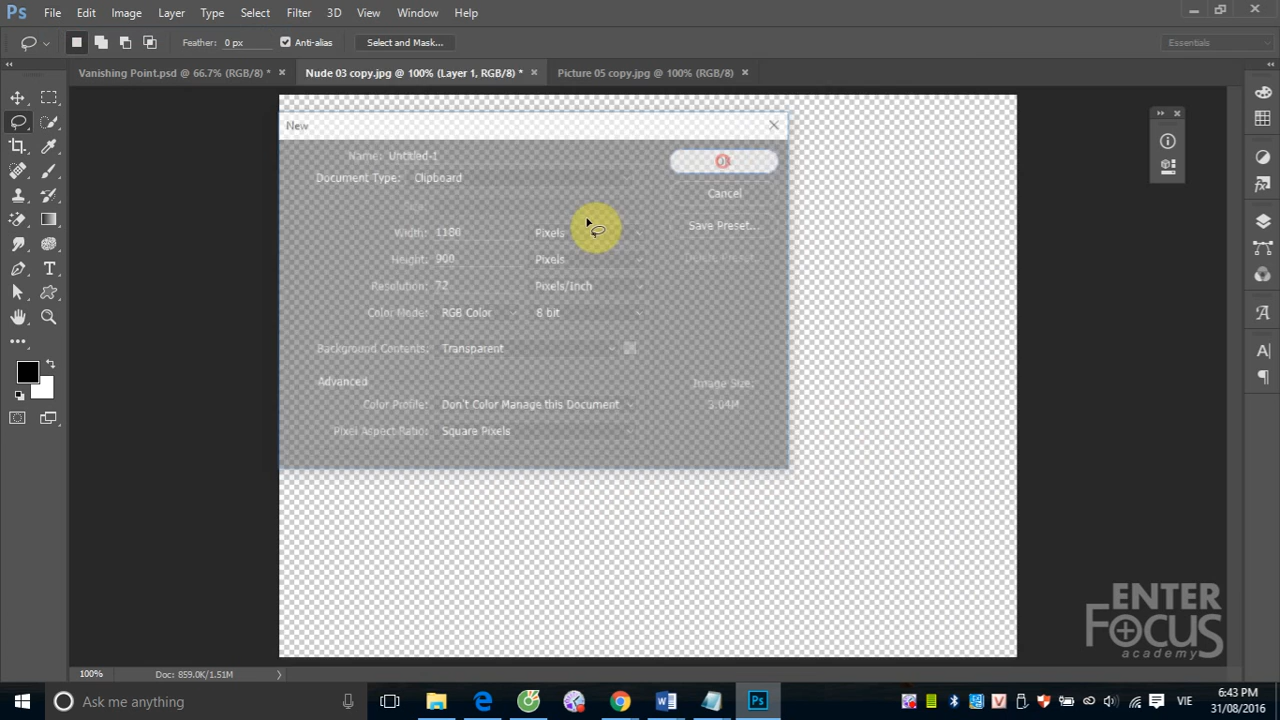 Ps File Edit Image Layer Type Select Filter 3D View Window Help
Feather: 0 px Anti-alias Select and Mask... Essentials
Vanishing Point.psd @ 66.7% (RGB/8) * Nude 03 copy.jpg @ 100% (Layer 1, RGB/8) * Picture 05 copy.jpg @ 100% (RGB/8)
New
Name: Untitled-1
OK
Document Type: Clipboard
Cancel
Save Preset...
Width: 1180 Pixels
Height: 900 Pixels
Resolution: 72 Pixels/Inch
Color Mode: RGB Color 8 bit
Background Contents: Transparent
Advanced
Image Size:
Color Profile: Don't Color Manage this Document
3.04M
Pixel Aspect Ratio: Square Pixels
ENTER
FOCUS
academy
100% Doc: 859.0K/1.51M
Ask me anything
VIE
6:43 PM
31/08/2016